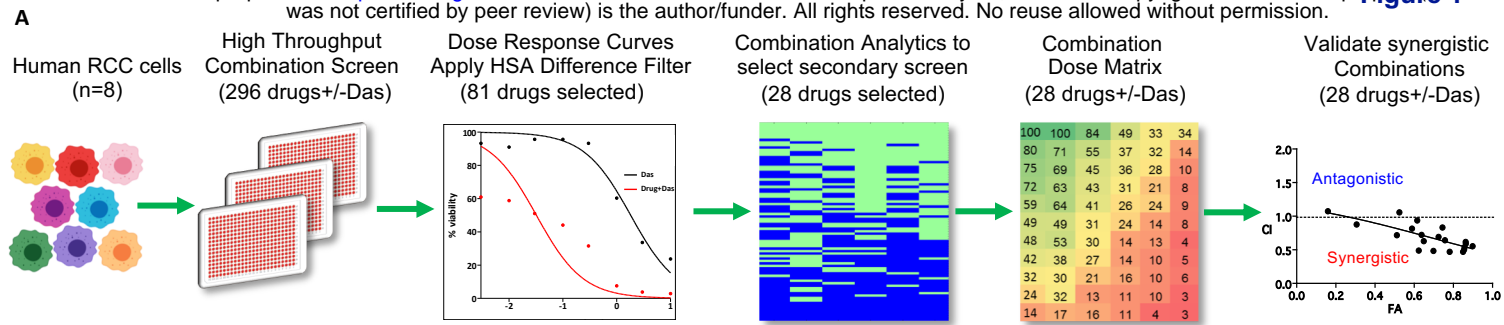 was not certified by peer review) is the author/funder. All rights reserved. No reuse allowed without permission.
A
Human RCC cells
(n=8)
High Throughput
Combination Screen
(296 drugs+/-Das)
Dose Response Curves
Apply HSA Difference Filter
(81 drugs selected)
Combination Analytics to
select secondary screen
(28 drugs selected)
Combination
Dose Matrix
(28 drugs+/-Das)
Validate synergistic
Combinations
(28 drugs+/-Das)
% viability
100
80
60
40
20
0
-2
-1
0
1
Das
Drug+Das
100 100 84 49 33 34
80 71 55 37 32 14
75 69 45 36 28 10
72 63 43 31 21 8
59 64 41 26 24 9
49 49 31 24 14 8
48 53 30 14 13 4
42 38 27 14 10 5
32 30 21 16 10 6
24 32 13 11 10 3
14 17 16 11 4 3
CI
2.0
1.5
1.0
0.5
0.0
Antagonistic
Synergistic
0.0 0.2 0.4 0.6 0.8 1.0
FA